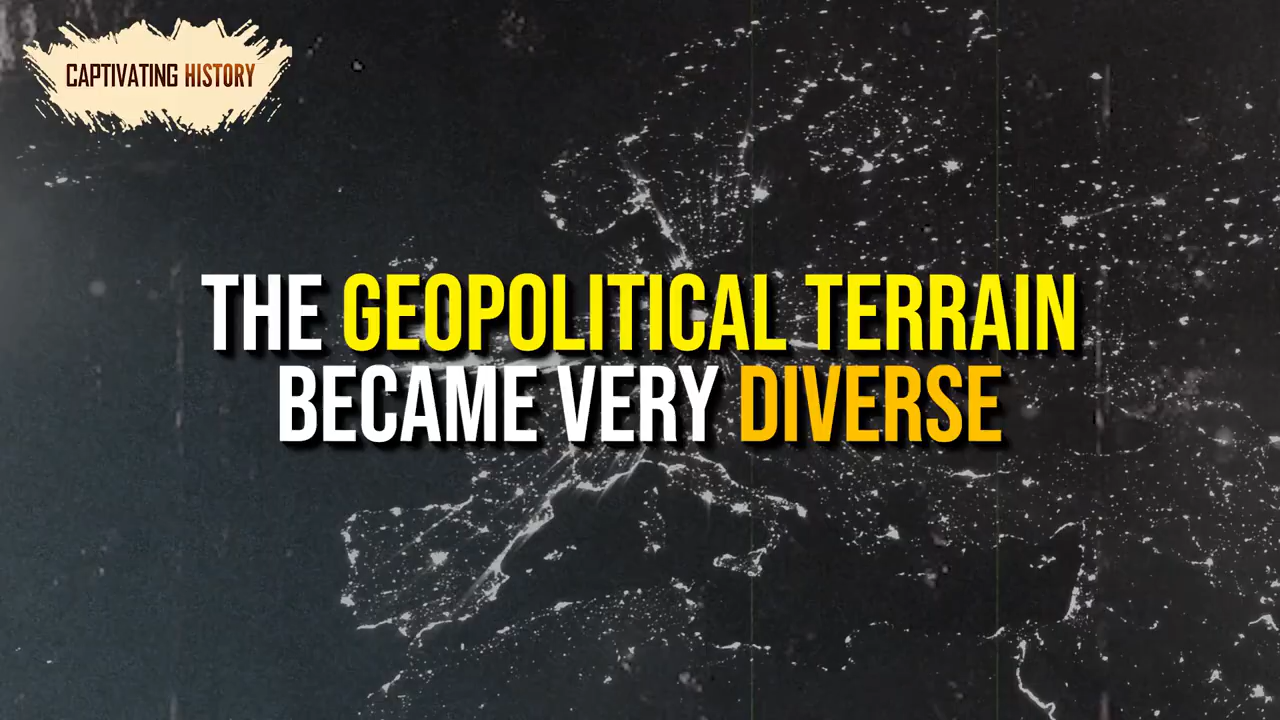 CAPTIVATING HISTORY
THE GEOPOLITICAL TERRAIN
BECAME VERY DIVERSE